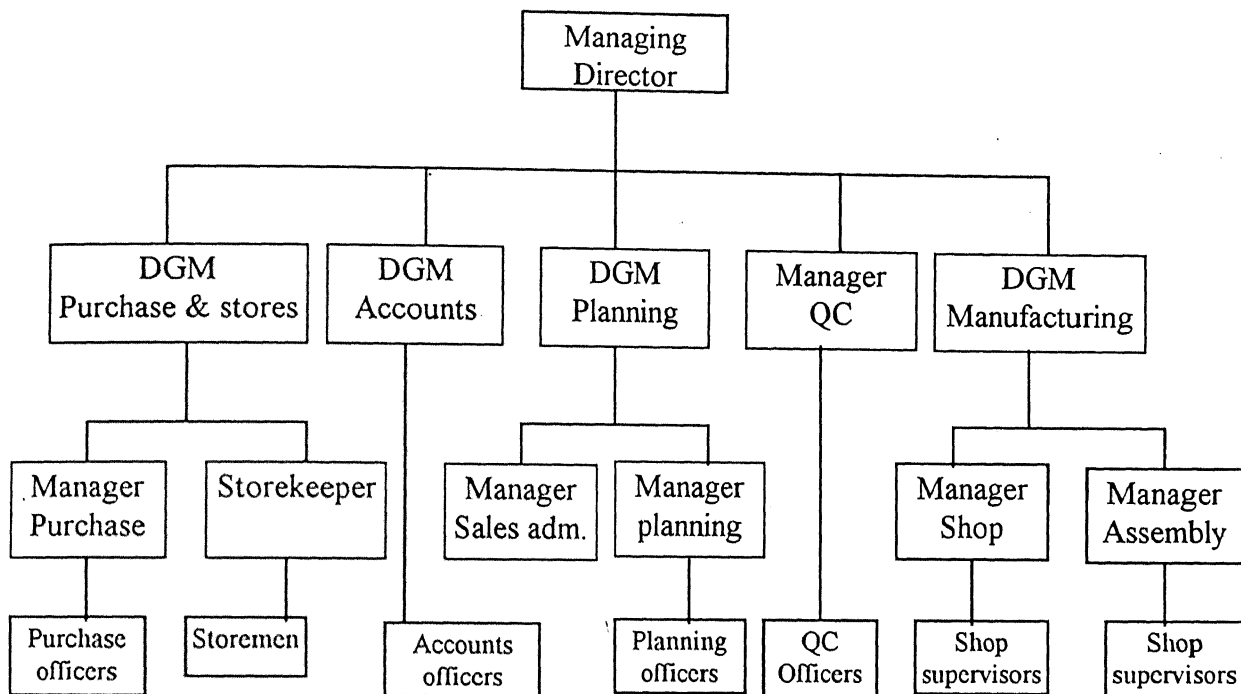 Managing
Director
DGM
Purchase & stores
DGM
Accounts
DGM
Planning
Manager
QC
DGM
Manufacturing
Manager
Purchase
Storekeeper
Manager
Sales adm.
Manager
planning
Manager
Shop
Manager
Assembly
Purchase
officers
Storemen
Accounts
officers
Planning
officers
QC
Officers
Shop
supervisors
Shop
supervisors